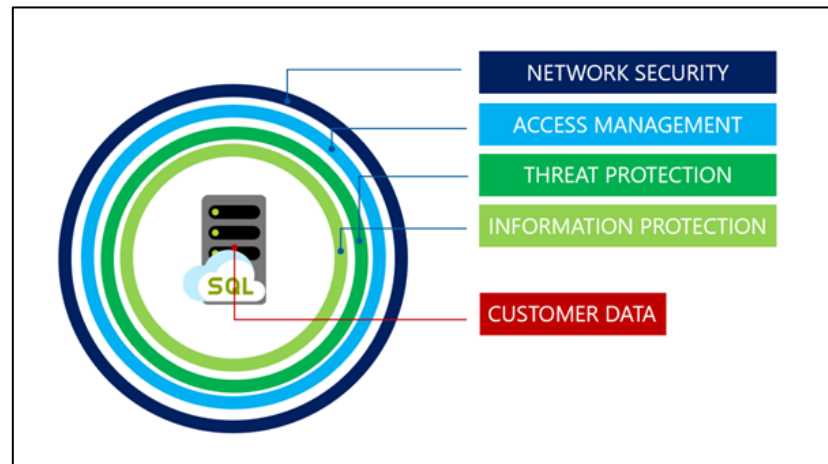 NETWORK SECURITY
ACCESS MANAGEMENT
THREAT PROTECTION
INFORMATION PROTECTION
SQL
CUSTOMER DATA